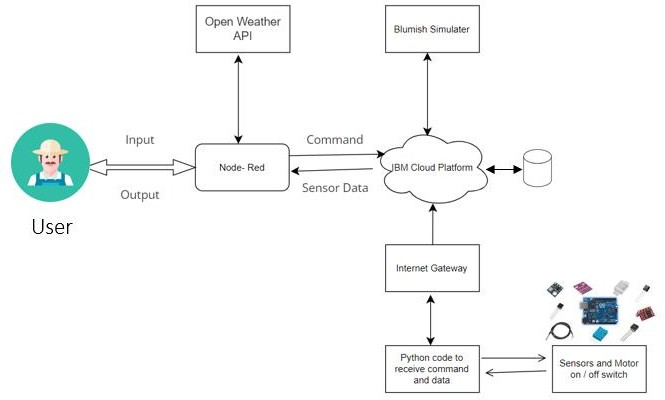 Open Weather
API
Blumish Simulater
Input
Command
Node- Red
IBM Cloud Platform
Output
Sensor Data
User
Internet Gateway
Python code to
receive command
and data
Sensors and Motor
on / off switch